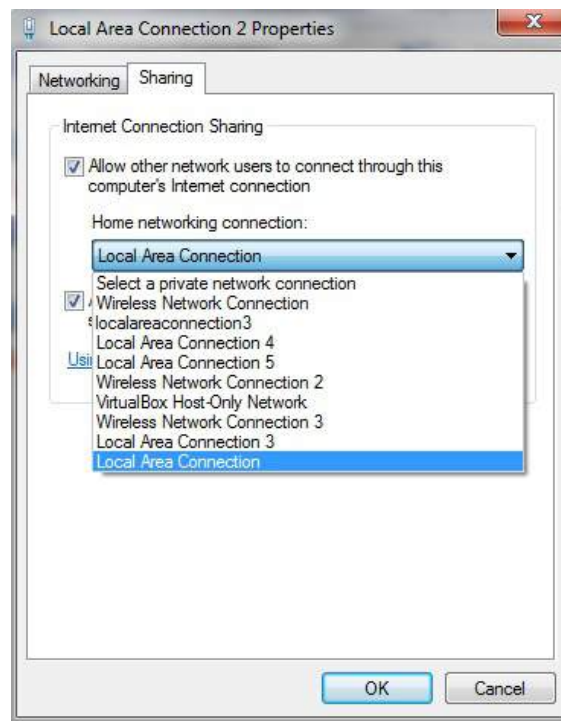 Local Area Connection 2 Properties
Networking
Sharing
Internet Connection Sharing
Allow other network users to connect through this
computer's Internet connection
Home networking connection:
Local Area Connection
Select a private network connection
Wireless Network Connection
localareaconnection3
Local Area Connection 4
Local Area Connection 5
Wireless Network Connection 2
VirtualBox Host-Only Network
Wireless Network Connection 3
Local Area Connection 3
Local Area Connection
OK
Cancel